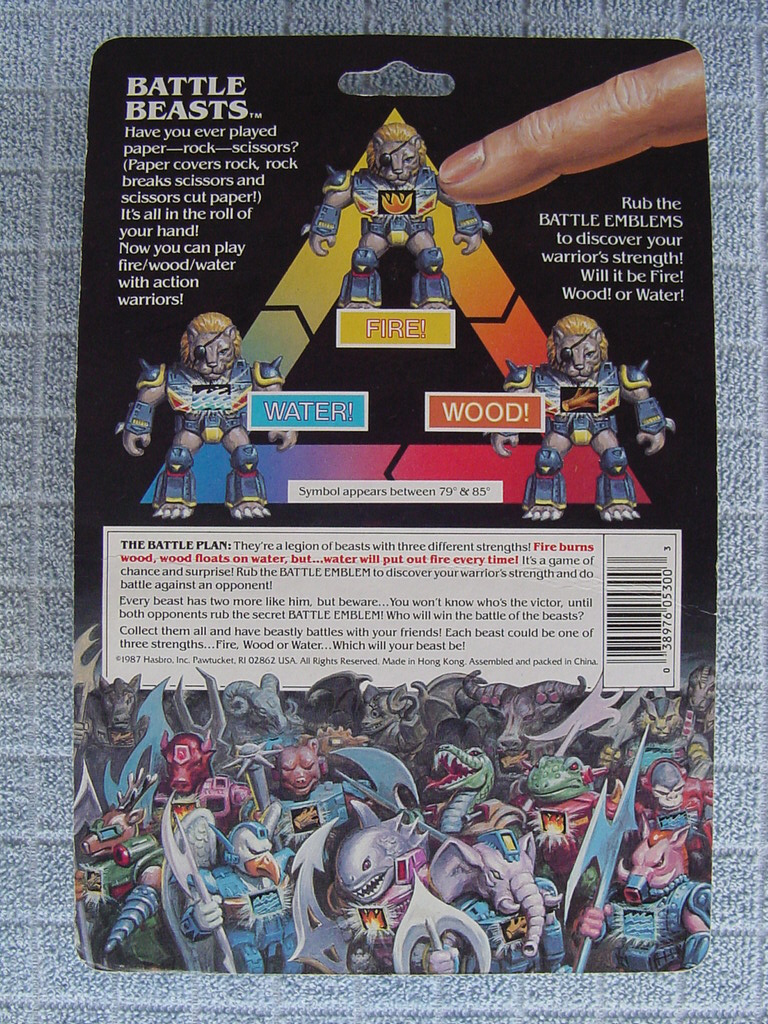 BATTLE
BEASTS™
Have you ever played
paper—rock—scissors?
(Paper covers rock, rock
breaks scissors and
scissors cut paper!)
It's all in the roll of
your hand!
Now you can play
fire/wood/water
with action
warriors!
Rub the
BATTLE EMBLEMS
to discover your
warrior's strength!
Will it be Fire!
Wood! or Water!
FIRE!
WATER!
WOOD!
Symbol appears between 79° & 85°
THE BATTLE PLAN: They're a legion of beasts with three different strengths! Fire burns
wood, wood floats on water, but...water will put out fire every time! It's a game of
chance and surprise! Rub the BATTLE EMBLEM to discover your warrior's strength and do
battle against an opponent!
Every beast has two more like him, but beware...You won't know who's the victor, until
both opponents rub the secret BATTLE EMBLEM! Who will win the battle of the beasts?
Collect them all and have beastly battles with your friends! Each beast could be one of
three strengths...Fire, Wood or Water...Which will your beast be!
©1987 Hasbro, Inc. Pawtucket, RI 02862 USA. All Rights Reserved. Made in Hong Kong. Assembled and packed in China.
0 38976 05300 3